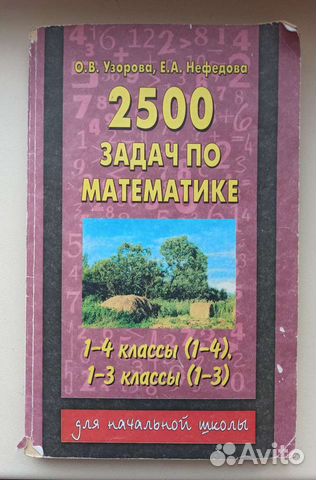 О.В. Узорова, Е.А. Нефедова
2500
ЗАДАЧ ПО
МАТЕМАТИКЕ
1–4 классы (1–4),
1–3 классы (1–3)
для начальной школы
Avito